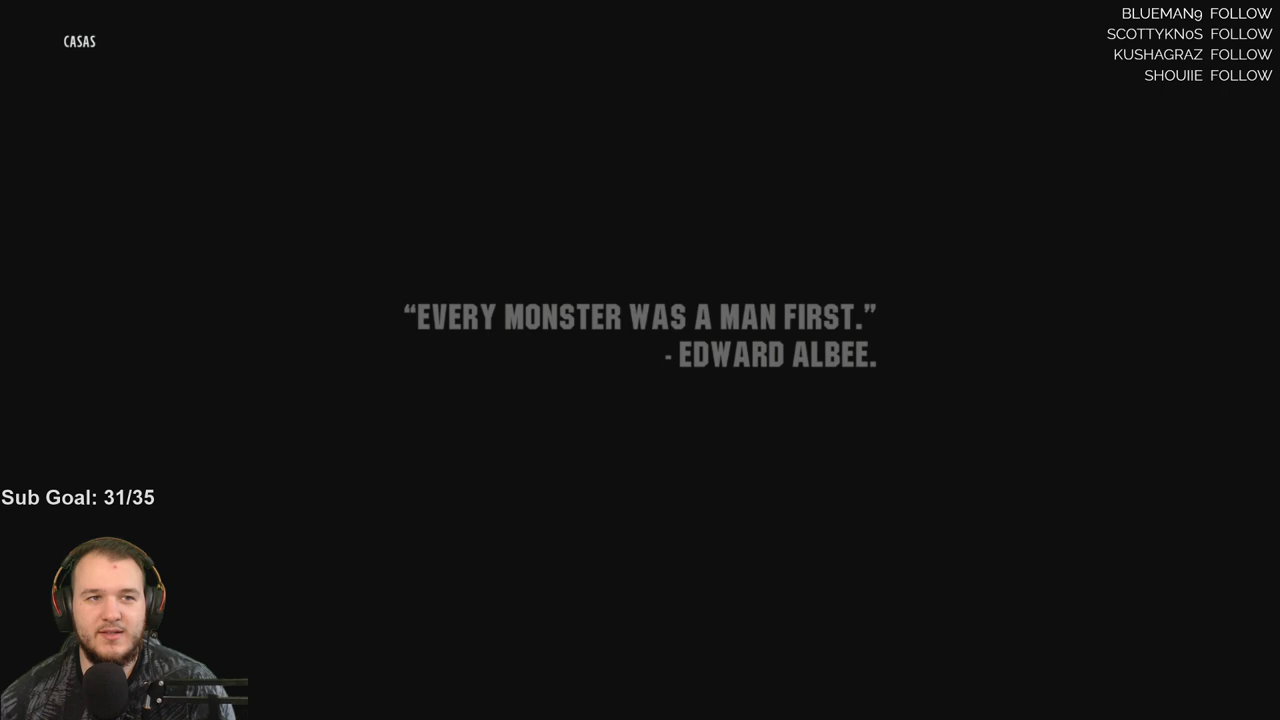 CASAS
BLUEMAN9 FOLLOW
SCOTTYKN0S FOLLOW
KUSHAGRAZ FOLLOW
SHOUIIE FOLLOW
“EVERY MONSTER WAS A MAN FIRST.”
- EDWARD ALBEE.
Sub Goal: 31/35